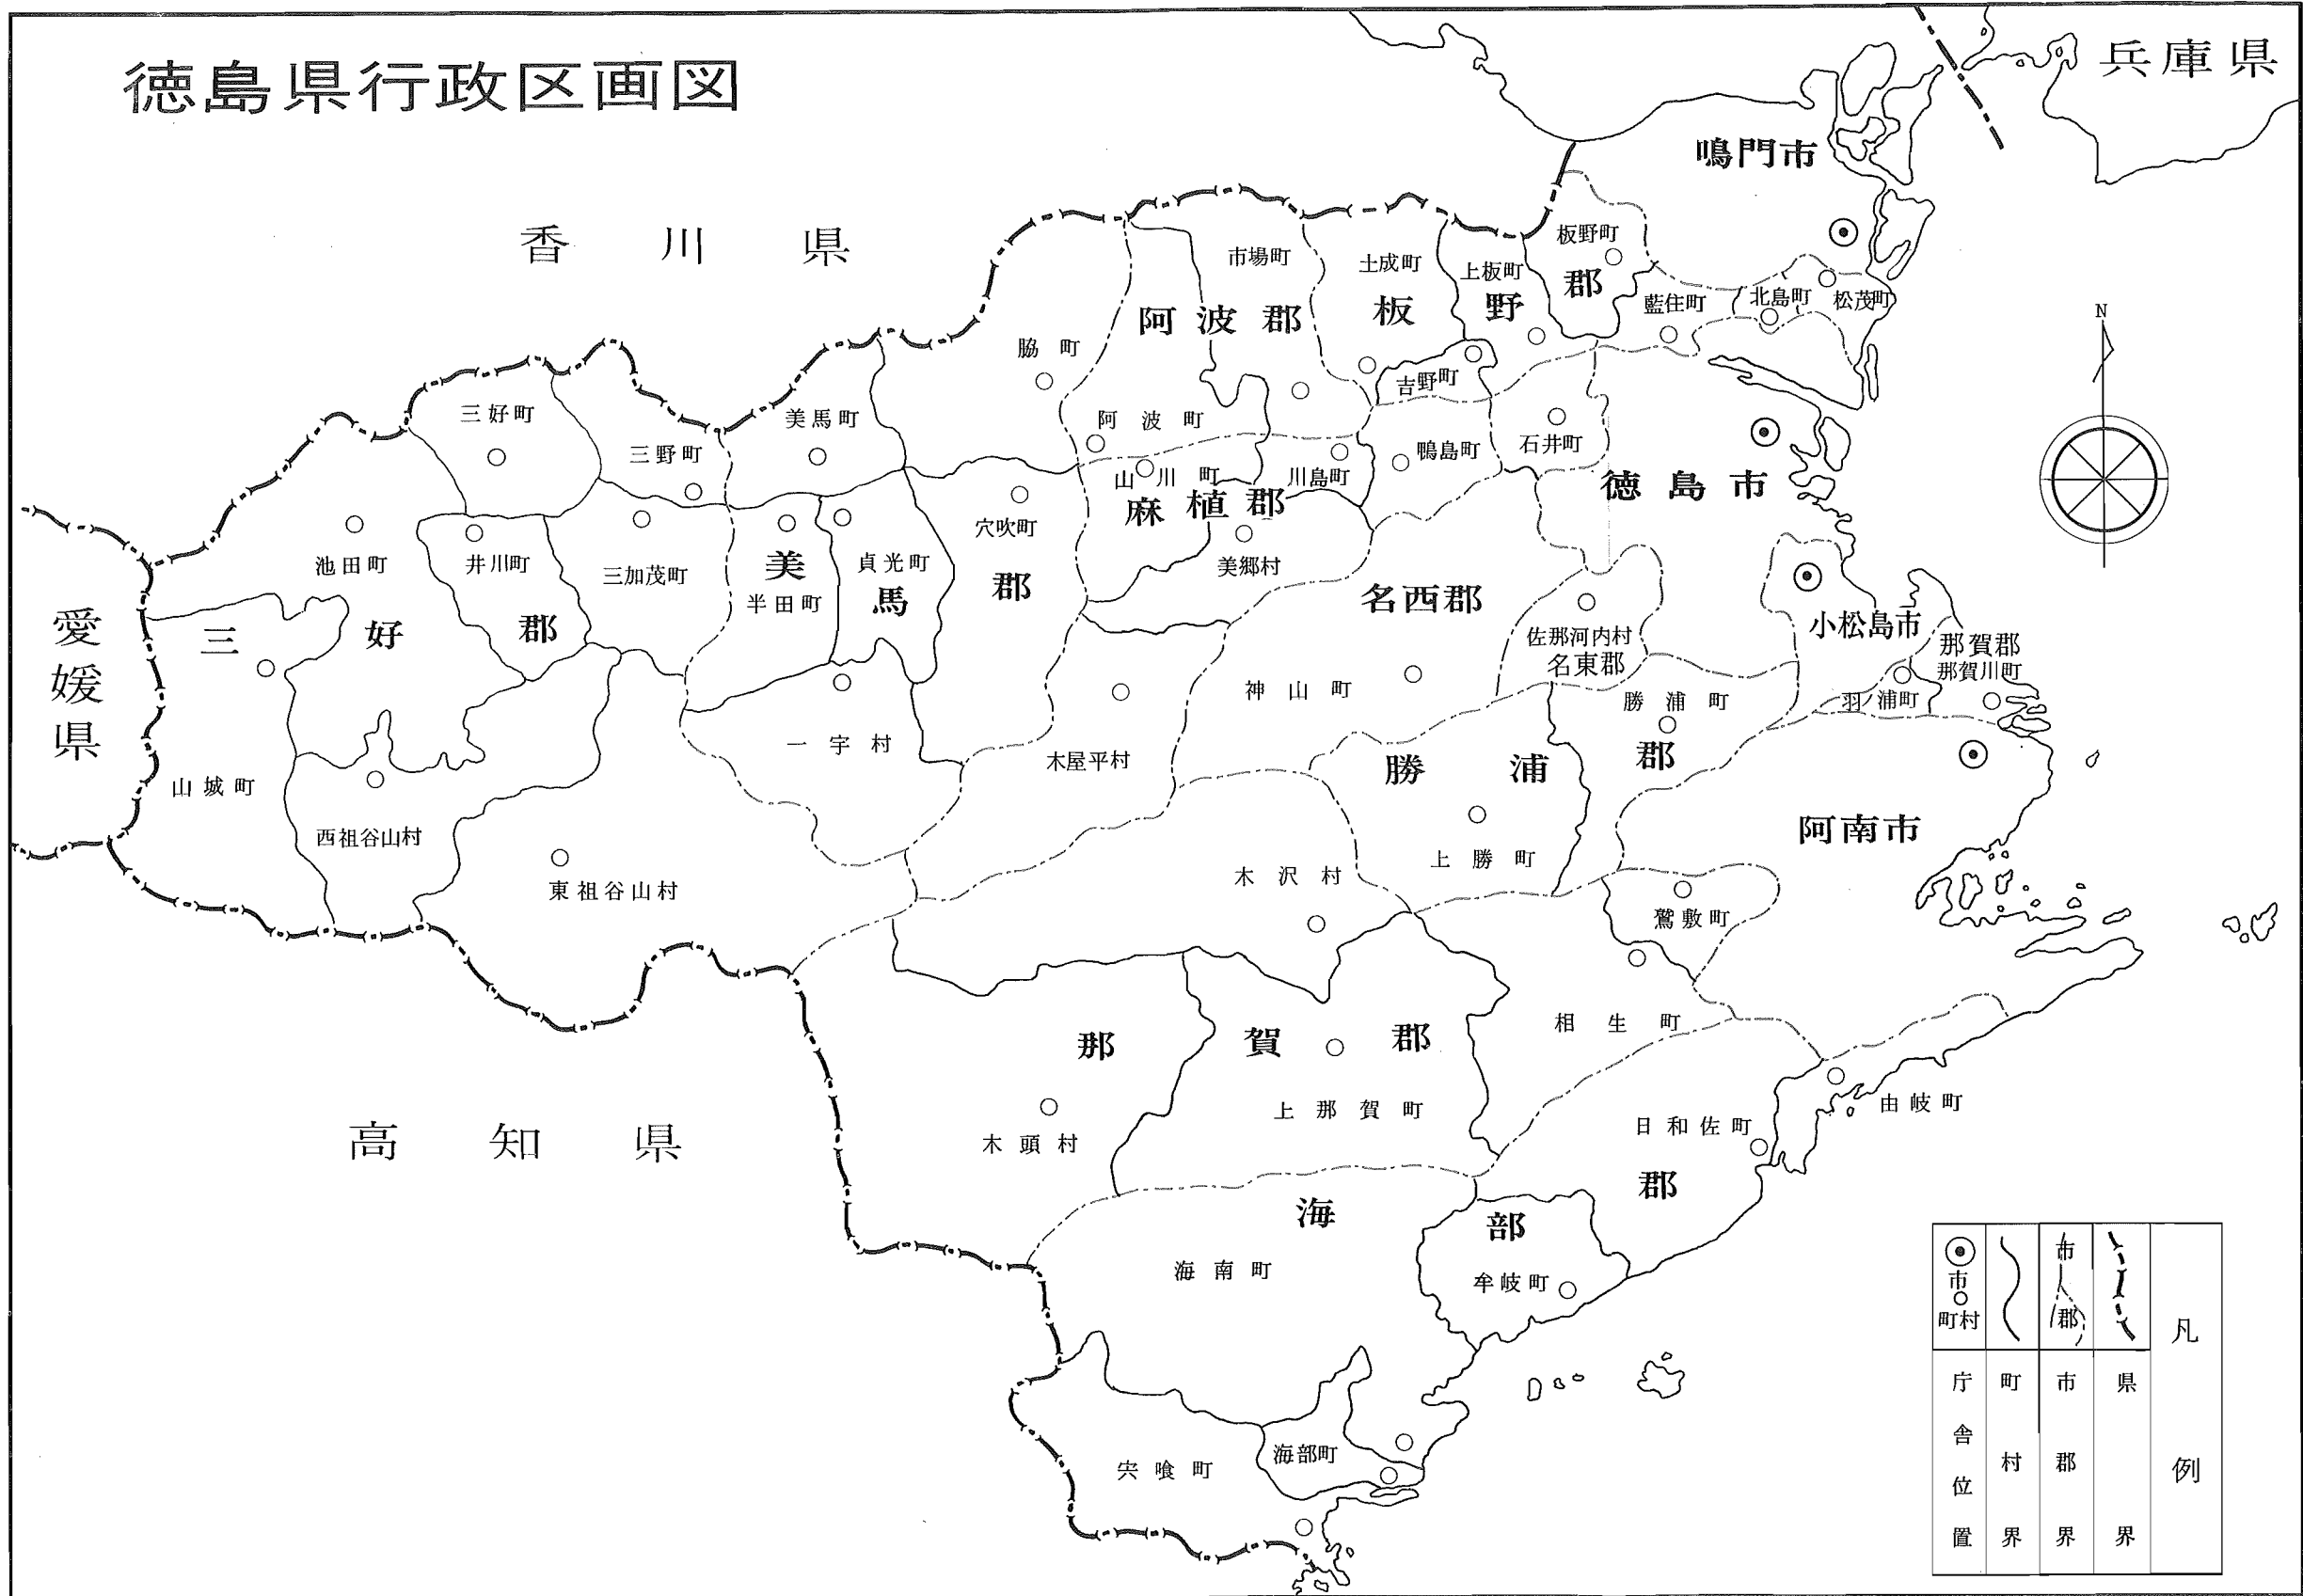 徳島県行政区画図
兵庫県
香川県
愛媛県
高知県
N
鳴門市
徳島市
小松島市
阿南市
板野町
郡
市場町
土成町
上板町
板野
藍住町
北島町
松茂町
阿波郡
脇町
吉野町
阿波町
三好町
三野町
美馬町
鴨島町
石井町
山川町
川島町
麻植郡
穴吹町
美郷村
池田町
井川町
三加茂町
美馬郡
貞光町
半田町
名西郡
三好郡
佐那河内村
名東郡
那賀郡
那賀川町
羽ノ浦町
神山町
勝浦町
一宇村
木屋平村
勝浦郡
山城町
西祖谷山村
東祖谷山村
上勝町
木沢村
鷲敷町
相生町
那賀郡
上那賀町
木頭村
由岐町
日和佐町
海部郡
海南町
牟岐町
海部町
宍喰町
凡例
県界
市
郡
市郡界
町村界
市
町村
庁舎位置